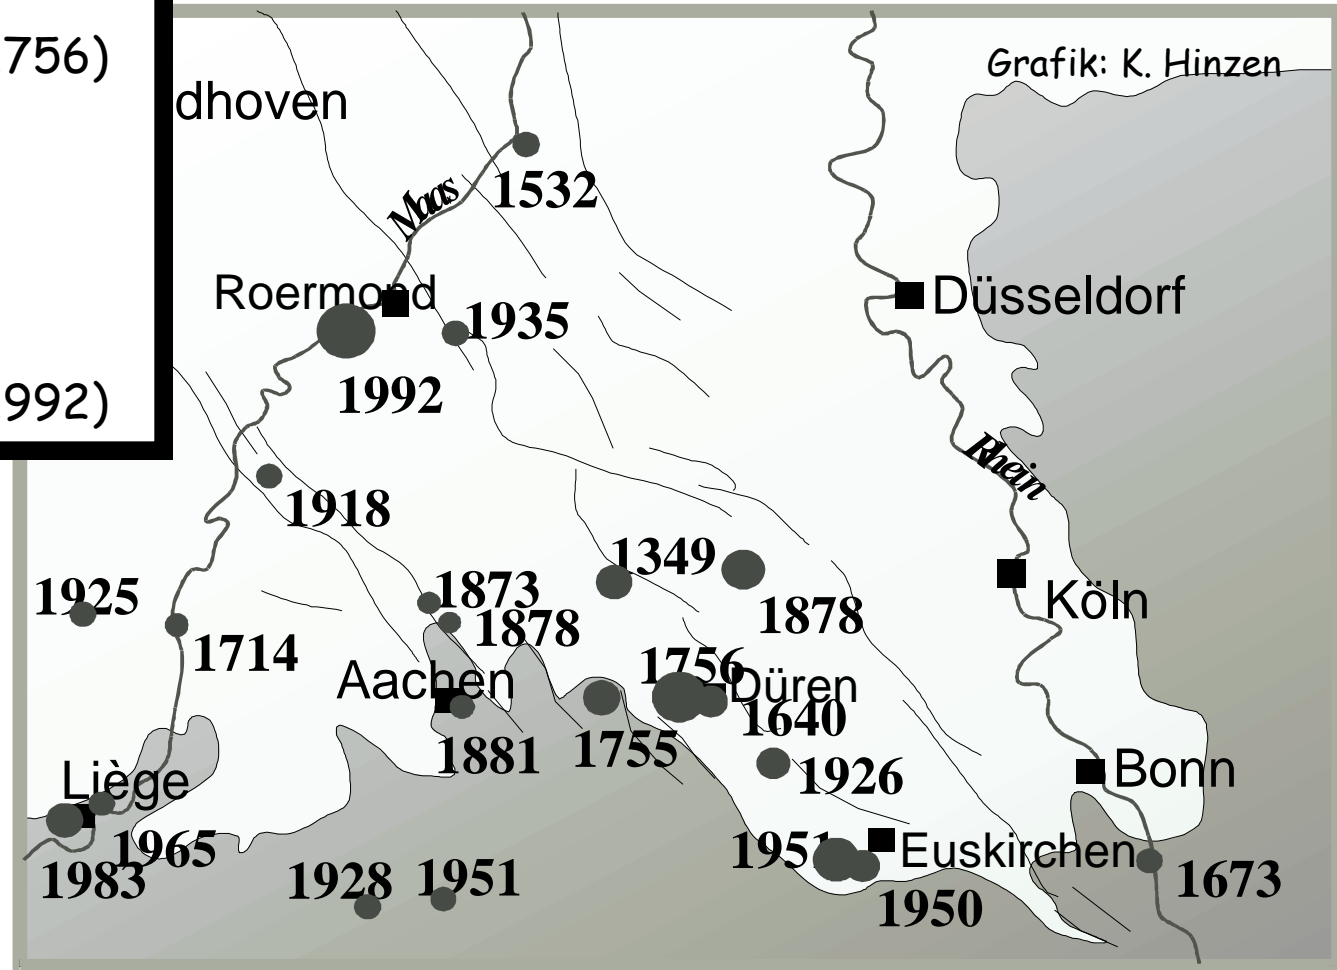 756)
Grafik: K. Hinzen
dhoven
1532
Maas
Roermond
Düsseldorf
1935
1992
992)
Rhein
1918
1349
1925
1873
1878
1878
Köln
1714
1756
Aachen
Düren
1640
1881
1755
Liège
1926
Bonn
1965
1951
Euskirchen
1983
1928
1951
1673
1950